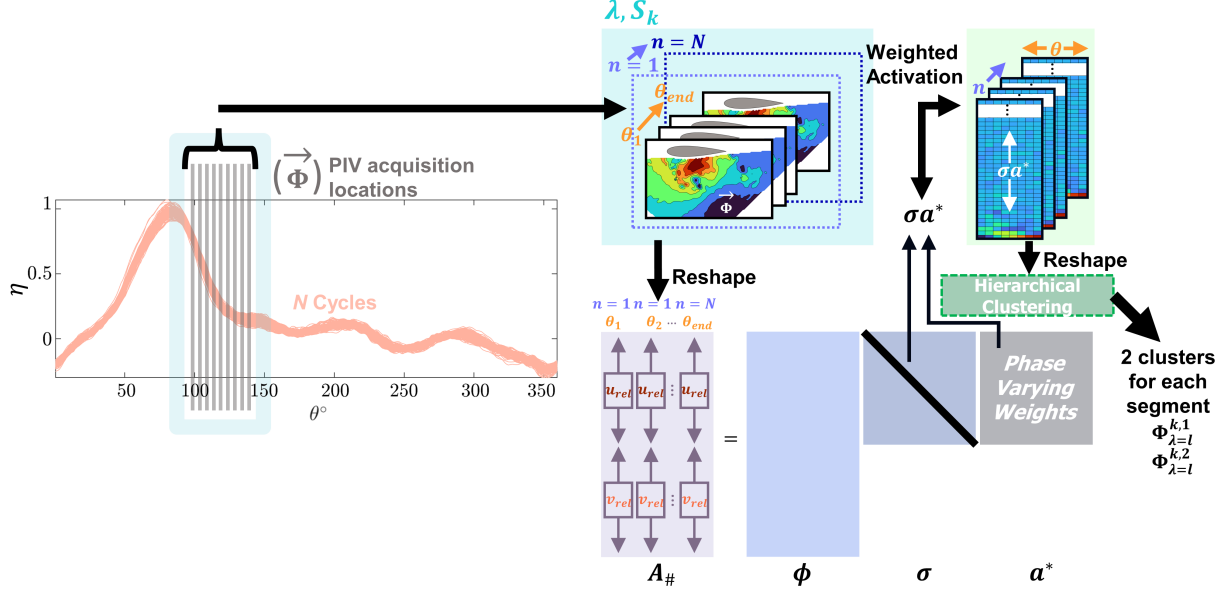 λ, S_k
n = N
n = 1
θ_end
θ_1
Φ⃗
Weighted
Activation
θ
n
⋮
⋮
σa*
σa*
(Φ⃗) PIV acquisition
locations
1
0.5
0
η
N Cycles
50
100
150
200
250
300
350
θ°
Reshape
Reshape
Hierarchical
Clustering
2 clusters
for each
segment
Φ^{k,1}_{λ=l}
Φ^{k,2}_{λ=l}
n = 1 n = 1 n = N
θ_1 θ_2 ... θ_end
u_rel u_rel ⋮ u_rel
v_rel v_rel ⋮ v_rel
=
Phase
Varying
Weights
A_# ϕ σ a*